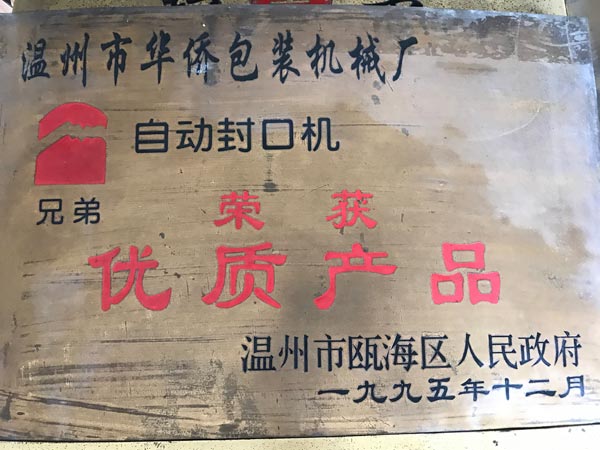 温州市华侨包装机械厂
自动封口机
兄弟
荣获
优质产品
温州市瓯海区人民政府
一九九五年十二月